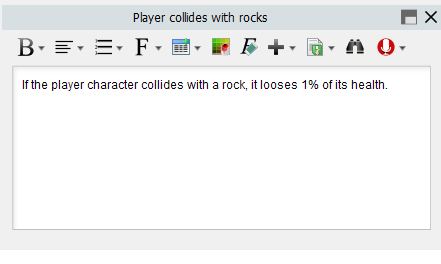 Player collides with rocks
B F
If the player character collides with a rock, it looses 1% of its health.